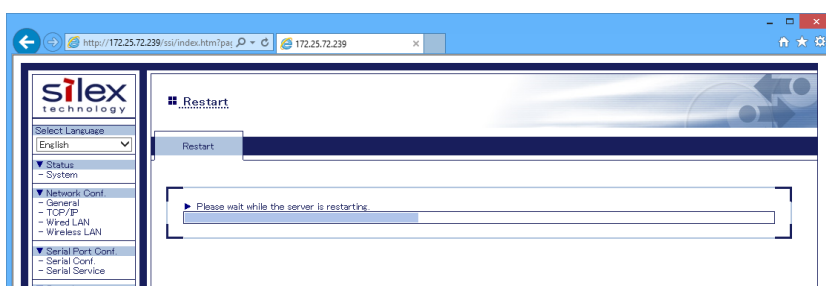 http://172.25.72.239/ssi/index.htm?pag
172.25.72.239
silex
technology
Restart
Select Language
English
Restart
▼ Status
- System
▼ Network Conf.
- General
- TCP/IP
- Wired LAN
- Wireless LAN
▶ Please wait while the server is restarting.
▼ Serial Port Conf.
- Serial Conf.
- Serial Service